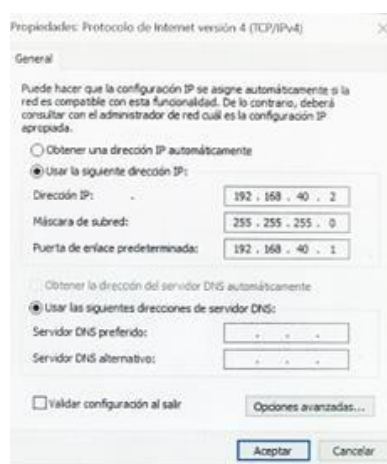 Propiedades: Protocolo de Internet versión 4 (TCP/IPv4)
General
Puede hacer que la configuración IP se asigne automáticamente si la
red es compatible con esta funcionalidad. De lo contrario, deberá
consultar con el administrador de red cuál es la configuración IP
apropiada.
Obtener una dirección IP automáticamente
Usar la siguiente dirección IP:
Dirección IP: 192 . 168 . 40 . 2
Máscara de subred: 255 . 255 . 255 . 0
Puerta de enlace predeterminada: 192 . 168 . 40 . 1
Obtener la dirección del servidor DNS automáticamente
Usar las siguientes direcciones de servidor DNS:
Servidor DNS preferido: . . .
Servidor DNS alternativo: . . .
Validar configuración al salir
Opciones avanzadas...
Aceptar Cancelar